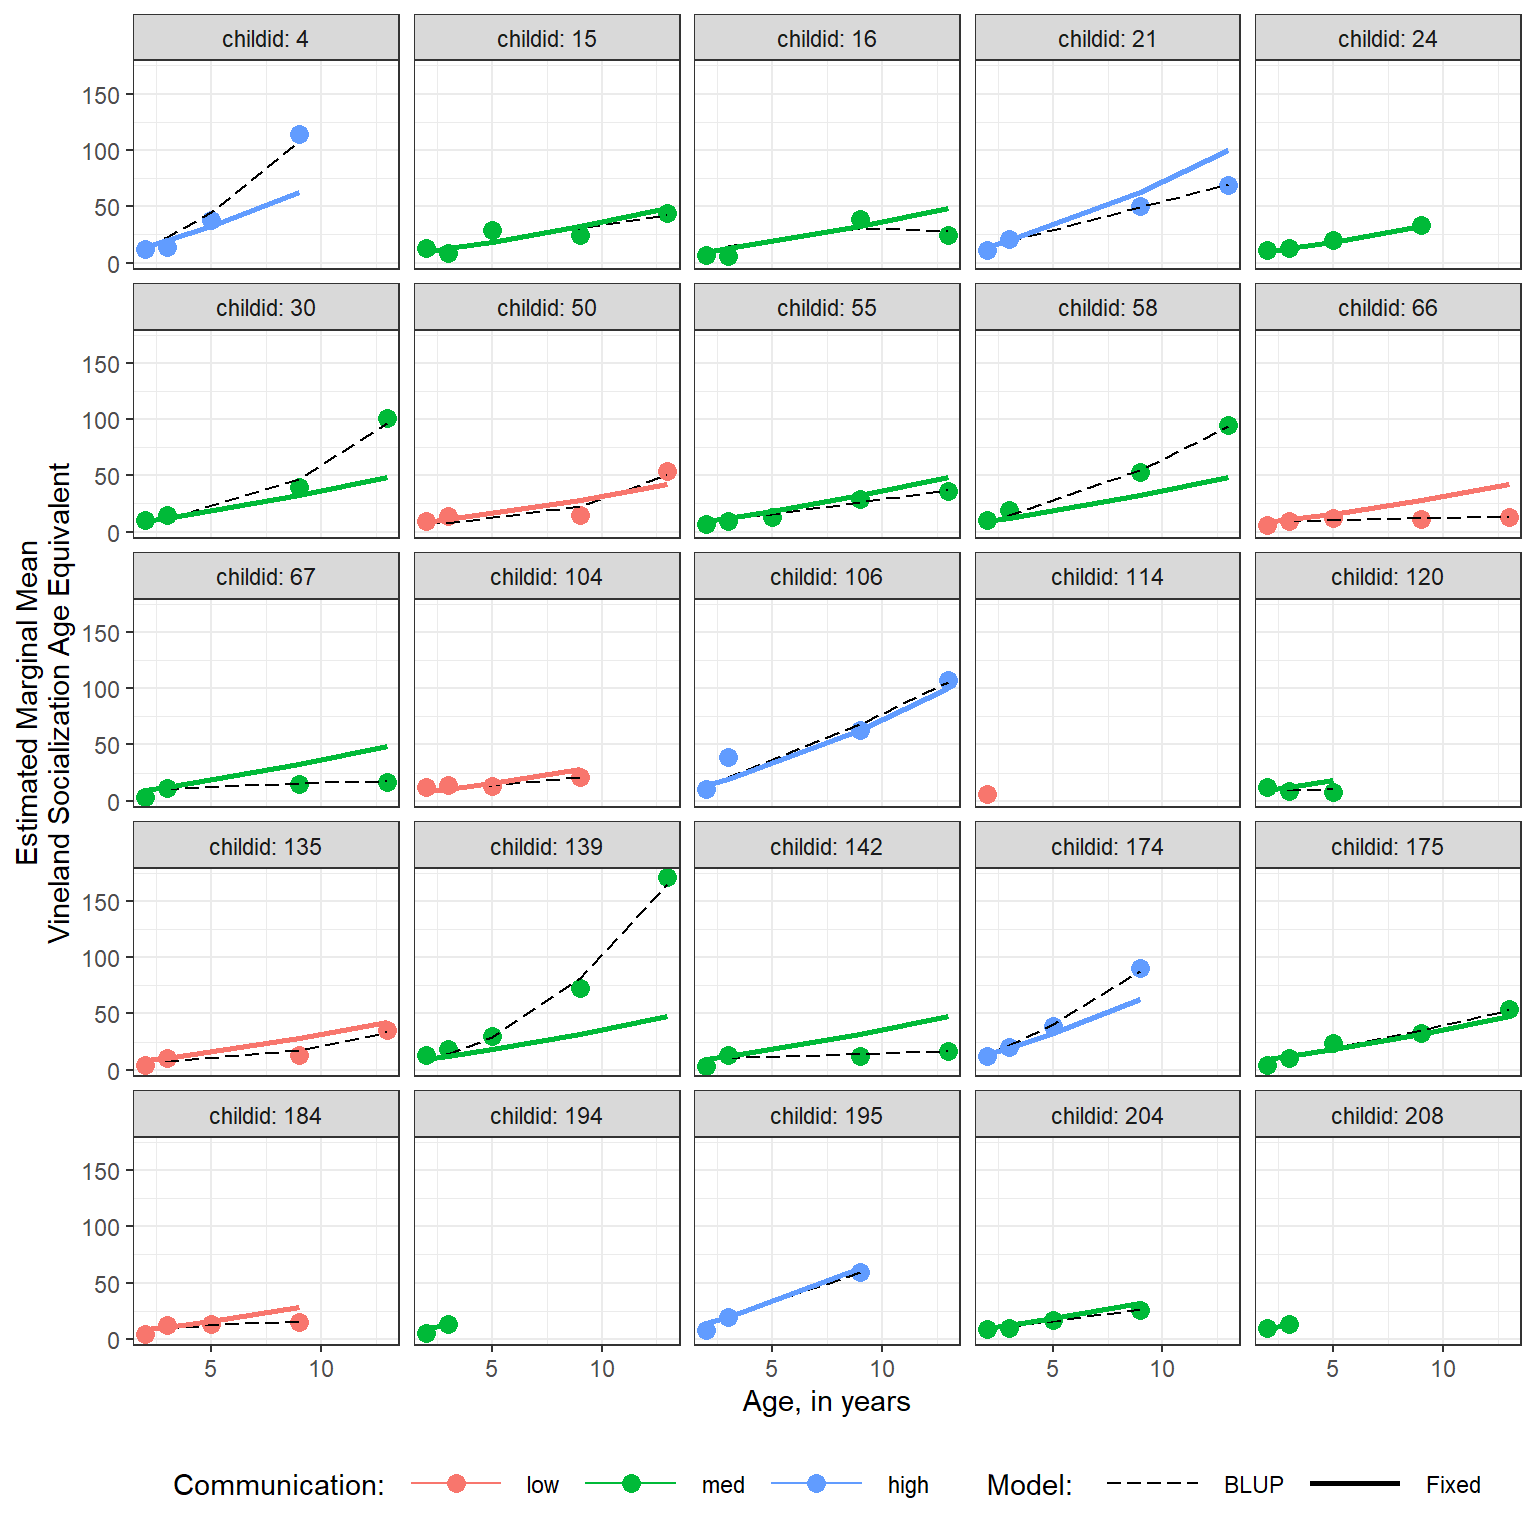 childid: 4
childid: 15
childid: 16
childid: 21
childid: 24
150
100
50
0
childid: 30
childid: 50
childid: 55
childid: 58
childid: 66
150
100
50
0
childid: 67
childid: 104
childid: 106
childid: 114
childid: 120
150
100
50
0
childid: 135
childid: 139
childid: 142
childid: 174
childid: 175
150
100
50
0
childid: 184
childid: 194
childid: 195
childid: 204
childid: 208
150
100
50
0
5 10
5 10
5 10
5 10
5 10
Estimated Marginal Mean
Vineland Socialization Age Equivalent
Age, in years
Communication: low med high Model: BLUP Fixed